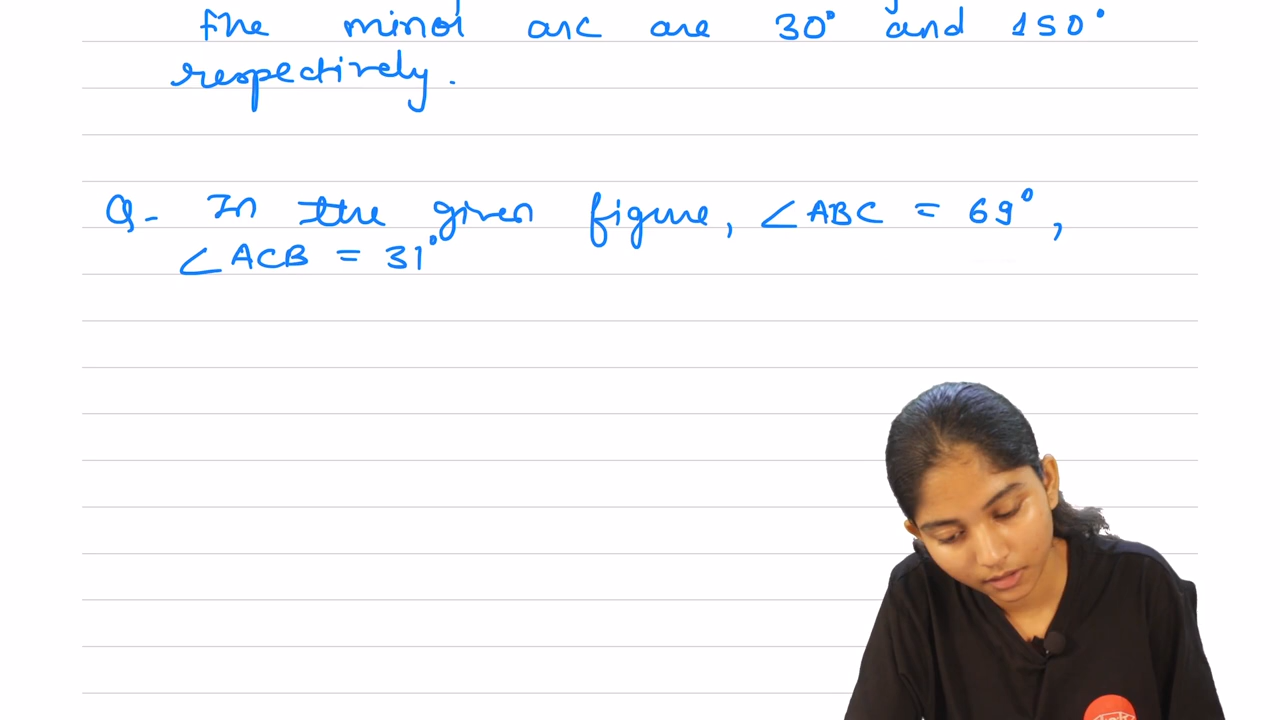 the minor arc are 30° and 150°
respectively.
Q- In the given figure, ∠ABC = 69°,
∠ACB = 31°